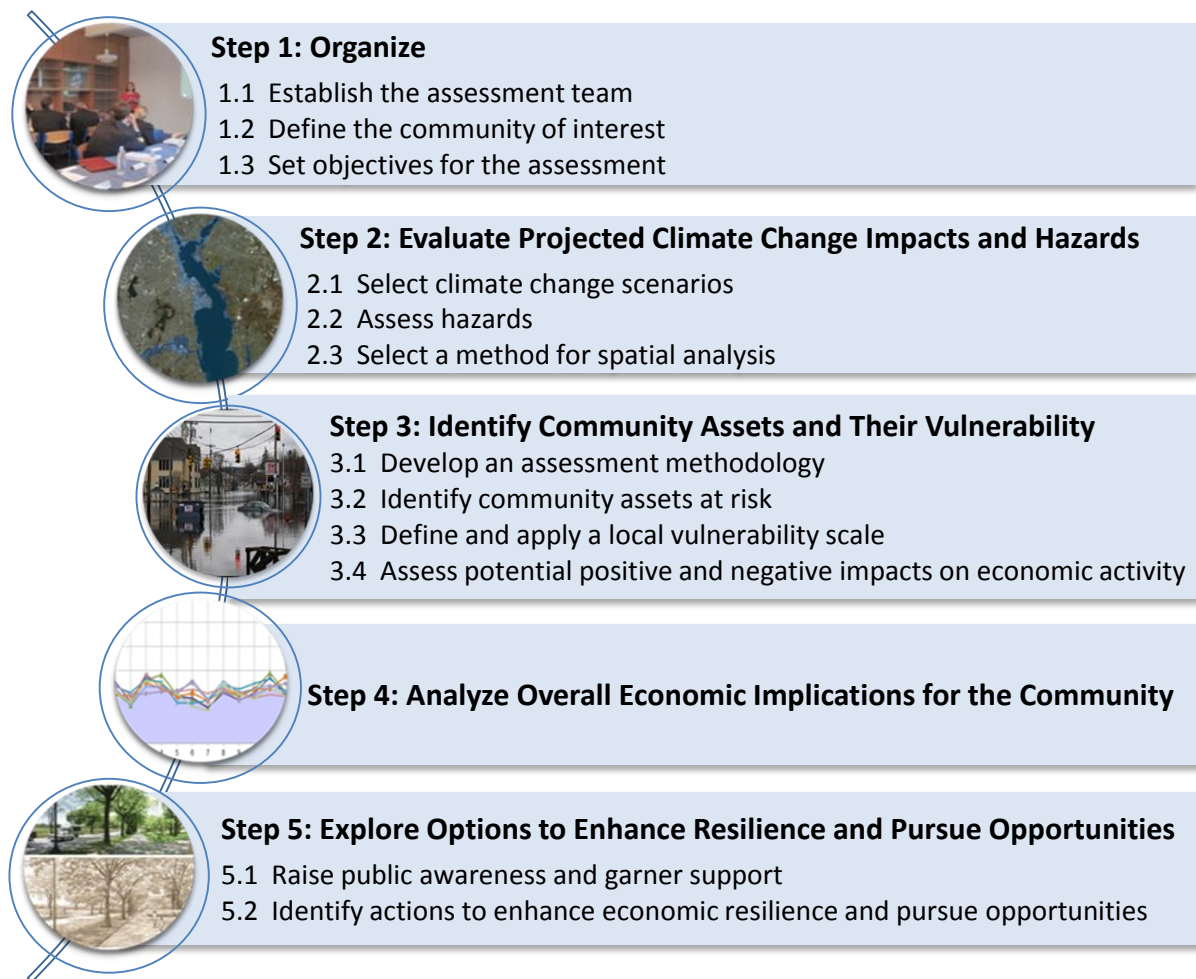 Step 1: Organize
1.1 Establish the assessment team
1.2 Define the community of interest
1.3 Set objectives for the assessment
Step 2: Evaluate Projected Climate Change Impacts and Hazards
2.1 Select climate change scenarios
2.2 Assess hazards
2.3 Select a method for spatial analysis
Step 3: Identify Community Assets and Their Vulnerability
3.1 Develop an assessment methodology
3.2 Identify community assets at risk
3.3 Define and apply a local vulnerability scale
3.4 Assess potential positive and negative impacts on economic activity
Step 4: Analyze Overall Economic Implications for the Community
Step 5: Explore Options to Enhance Resilience and Pursue Opportunities
5.1 Raise public awareness and garner support
5.2 Identify actions to enhance economic resilience and pursue opportunities